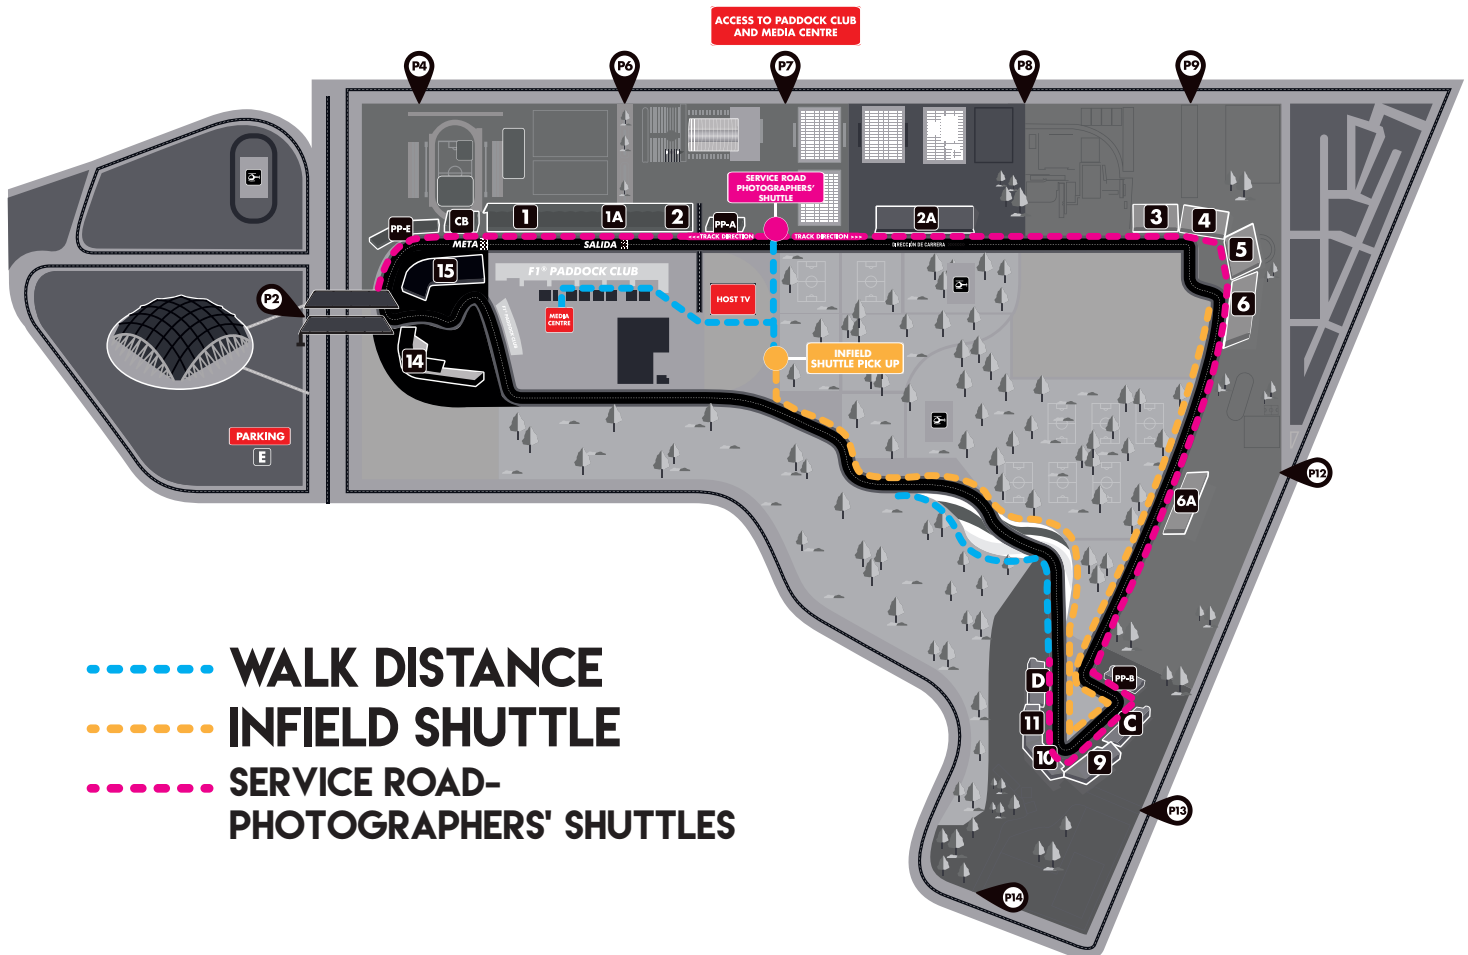 ACCESS TO PADDOCK CLUB
AND MEDIA CENTRE
P4
P6
P7
P8
P9
SERVICE ROAD
PHOTOGRAPHERS'
SHUTTLE
PP-E
CB
1
1A
2
PP-A
2A
3
4
5
META
SALIDA
<<<TRACK DIRECTION
TRACK DIRECTION >>>
DIRECCIÓN DE CARRERA
15
F1® PADDOCK CLUB
HOST TV
P2
MEDIA
CENTRE
6
14
INFIELD
SHUTTLE PICK UP
PARKING
E
P12
6A
WALK DISTANCE
INFIELD SHUTTLE
SERVICE ROAD-
PHOTOGRAPHERS' SHUTTLES
D
PP-B
11
C
10
9
P13
P14